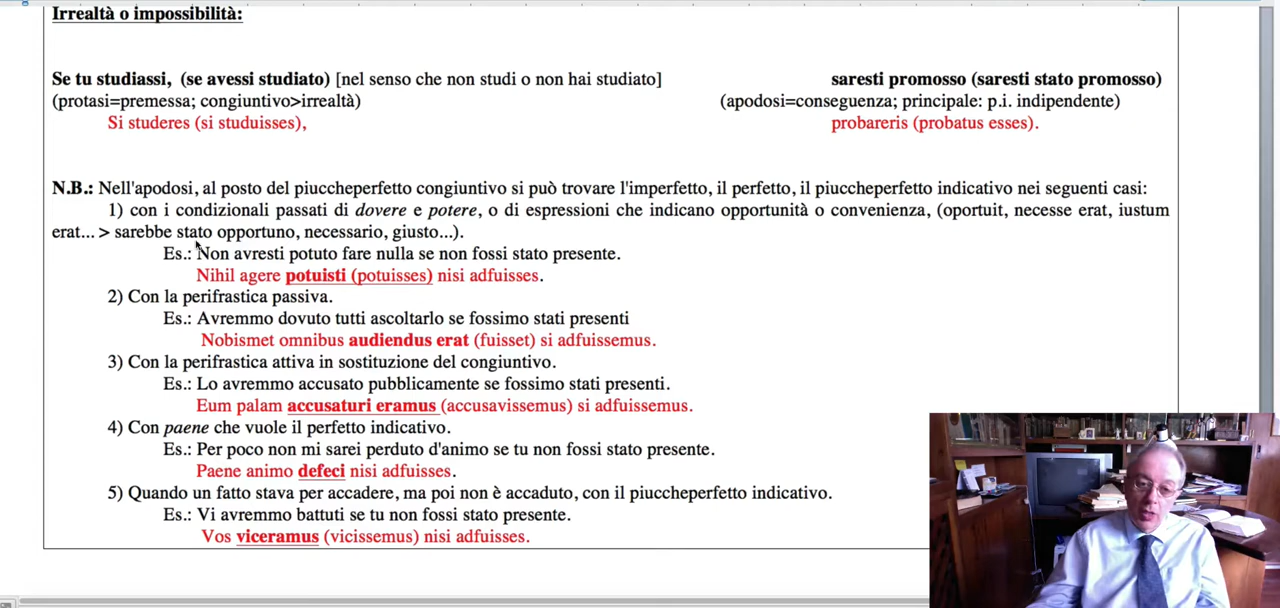 Irrealtà o impossibilità:
Se tu studiassi, (se avessi studiato) [nel senso che non studi o non hai studiato] saresti promosso (saresti stato promosso)
(protasi=premessa; congiuntivo>irrealtà) (apodosi=conseguenza; principale: p.i. indipendente)
Si studeres (si studuisses), probareris (probatus esses).
N.B.: Nell'apodosi, al posto del piuccheperfetto congiuntivo si può trovare l'imperfetto, il perfetto, il piuccheperfetto indicativo nei seguenti casi:
1) con i condizionali passati di dovere e potere, o di espressioni che indicano opportunità o convenienza, (oportuit, necesse erat, iustum
erat... > sarebbe stato opportuno, necessario, giusto...).
Es.: Non avresti potuto fare nulla se non fossi stato presente.
Nihil agere potuisti (potuisses) nisi adfuisses.
2) Con la perifrastica passiva.
Es.: Avremmo dovuto tutti ascoltarlo se fossimo stati presenti
Nobismet omnibus audiendus erat (fuisset) si adfuissemus.
3) Con la perifrastica attiva in sostituzione del congiuntivo.
Es.: Lo avremmo accusato pubblicamente se fossimo stati presenti.
Eum palam accusaturi eramus (accusavissemus) si adfuissemus.
4) Con paene che vuole il perfetto indicativo.
Es.: Per poco non mi sarei perduto d'animo se tu non fossi stato presente.
Paene animo defeci nisi adfuisses.
5) Quando un fatto stava per accadere, ma poi non è accaduto, con il piuccheperfetto indicativo.
Es.: Vi avremmo battuti se tu non fossi stato presente.
Vos viceramus (vicissemus) nisi adfuisses.